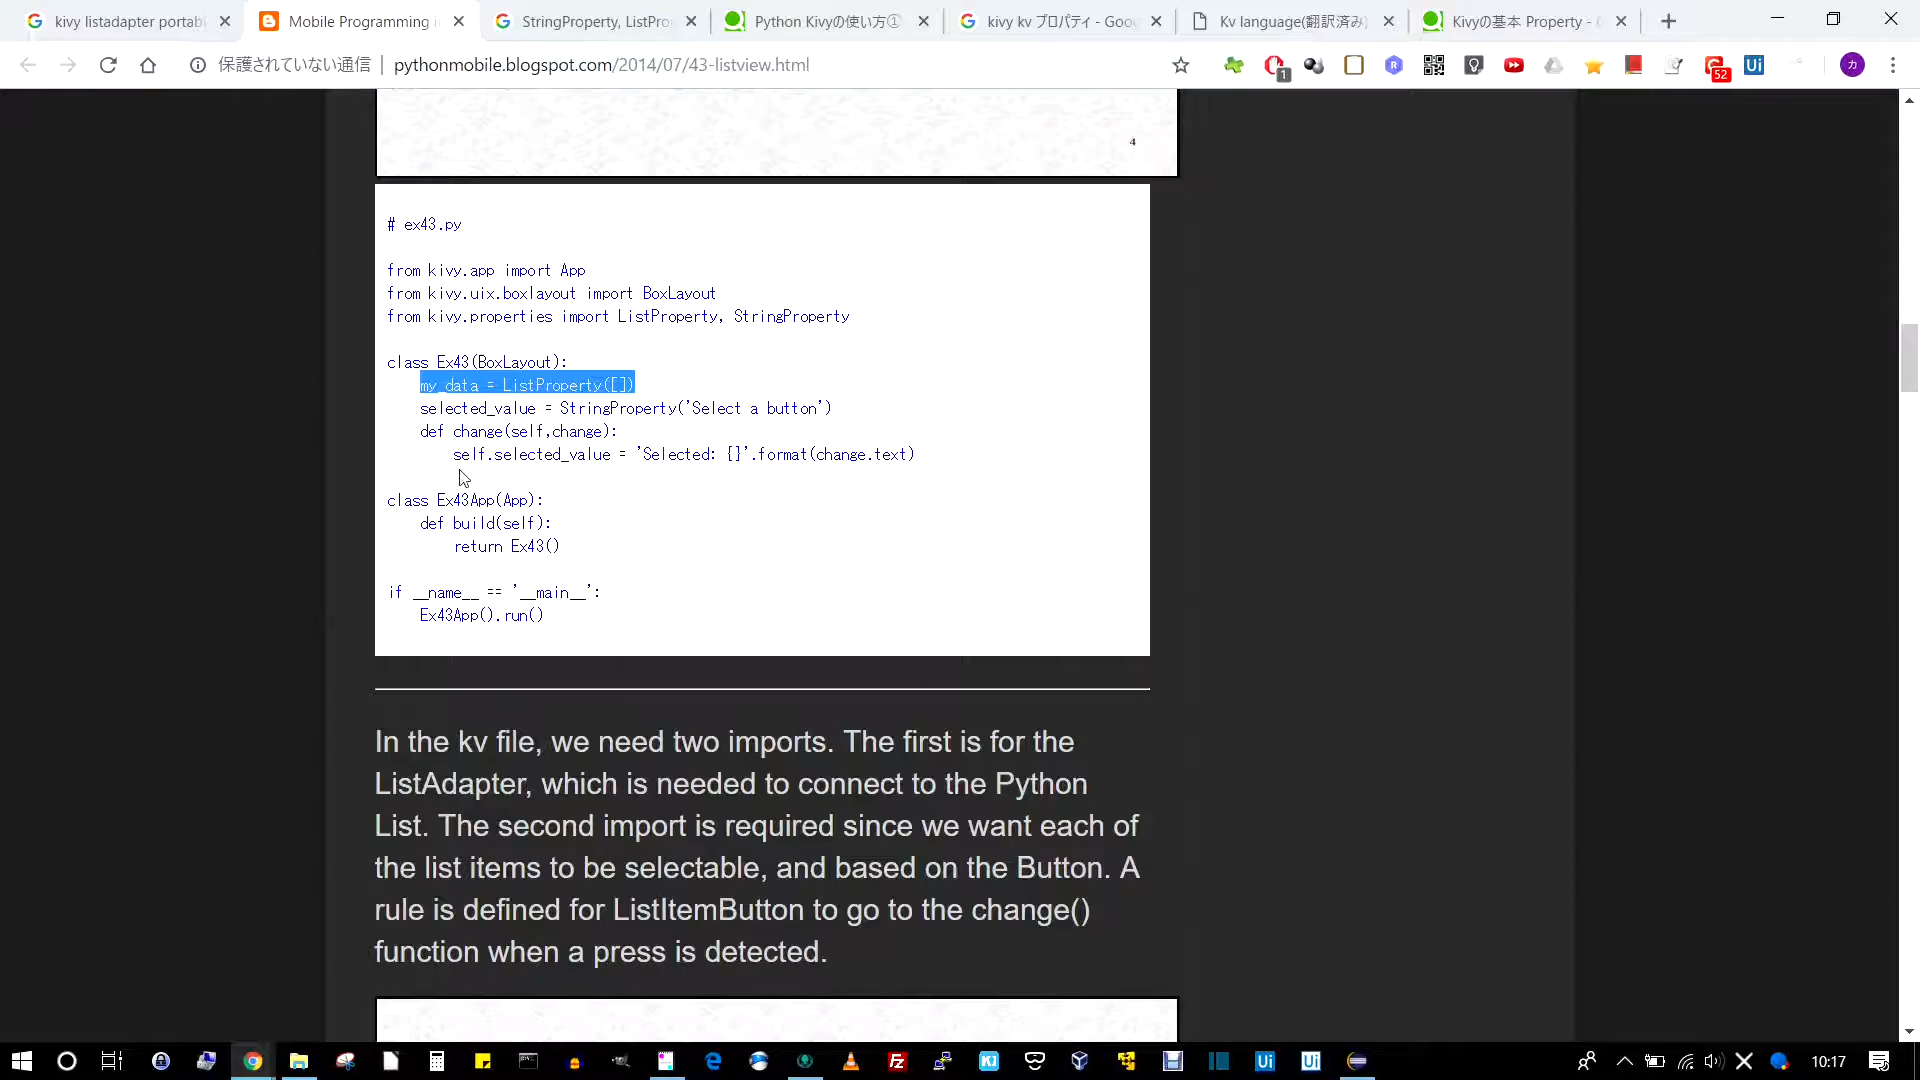 kivy listadapter portabl
Mobile Programming i
StringProperty, ListPro
Python Kivyの使い方①
kivy kv プロパティ - Goo
Kv language(翻訳済み)
Kivyの基本 Property -
保護されていない通信 | pythonmobile.blogspot.com/2014/07/43-listview.html
1
52
Ui
カ
4
# ex43.py
from kivy.app import App
from kivy.uix.boxlayout import BoxLayout
from kivy.properties import ListProperty, StringProperty
class Ex43(BoxLayout):
my_data = ListProperty([])
selected_value = StringProperty('Select a button')
def change(self,change):
self.selected_value = 'Selected: {}'.format(change.text)
class Ex43App(App):
def build(self):
return Ex43()
if __name__ == '__main__':
Ex43App().run()
In the kv file, we need two imports. The first is for the
ListAdapter, which is needed to connect to the Python
List. The second import is required since we want each of
the list items to be selectable, and based on the Button. A
rule is defined for ListItemButton to go to the change()
function when a press is detected.
Ui
Ui
10:17